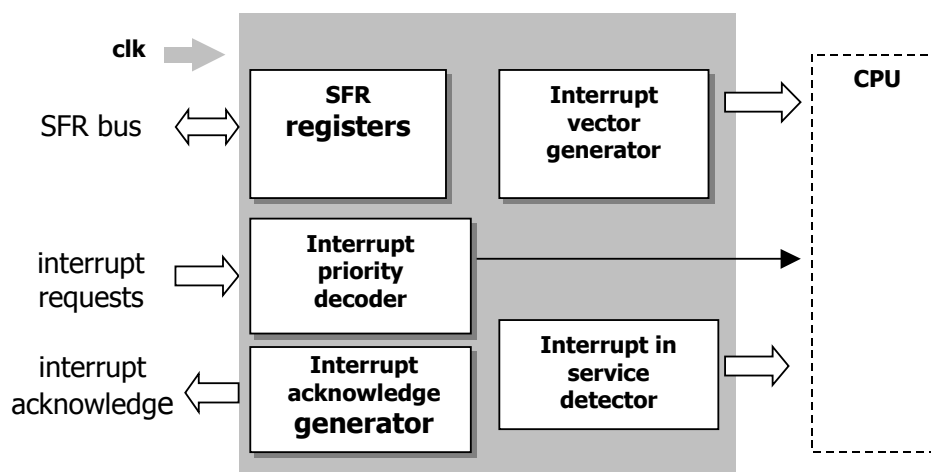 clk
SFR bus
SFR
registers
Interrupt
vector
generator
CPU
interrupt
requests
Interrupt
priority
decoder
interrupt
acknowledge
Interrupt
acknowledge
generator
Interrupt in
service
detector